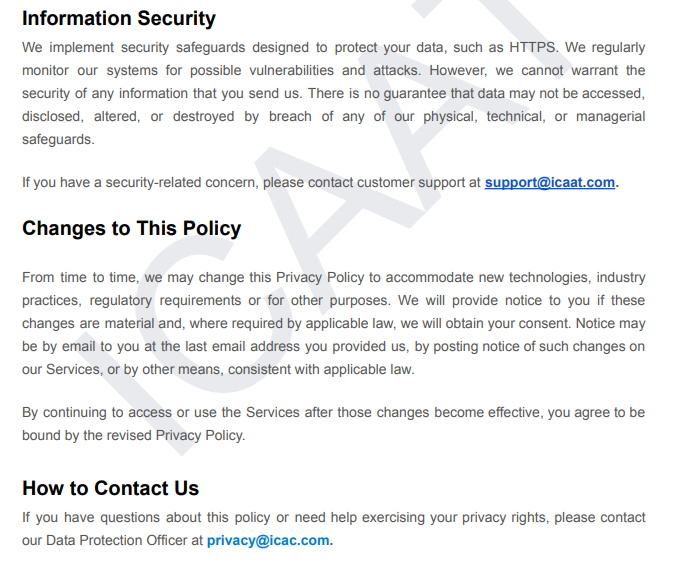 Information Security
We implement security safeguards designed to protect your data, such as HTTPS. We regularly
monitor our systems for possible vulnerabilities and attacks. However, we cannot warrant the
security of any information that you send us. There is no guarantee that data may not be accessed,
disclosed, altered, or destroyed by breach of any of our physical, technical, or managerial
safeguards.
If you have a security-related concern, please contact customer support at support@icaat.com.
Changes to This Policy
From time to time, we may change this Privacy Policy to accommodate new technologies, industry
practices, regulatory requirements or for other purposes. We will provide notice to you if these
changes are material and, where required by applicable law, we will obtain your consent. Notice may
be by email to you at the last email address you provided us, by posting notice of such changes on
our Services, or by other means, consistent with applicable law.
By continuing to access or use the Services after those changes become effective, you agree to be
bound by the revised Privacy Policy.
How to Contact Us
If you have questions about this policy or need help exercising your privacy rights, please contact
our Data Protection Officer at privacy@icac.com.
ICAAT